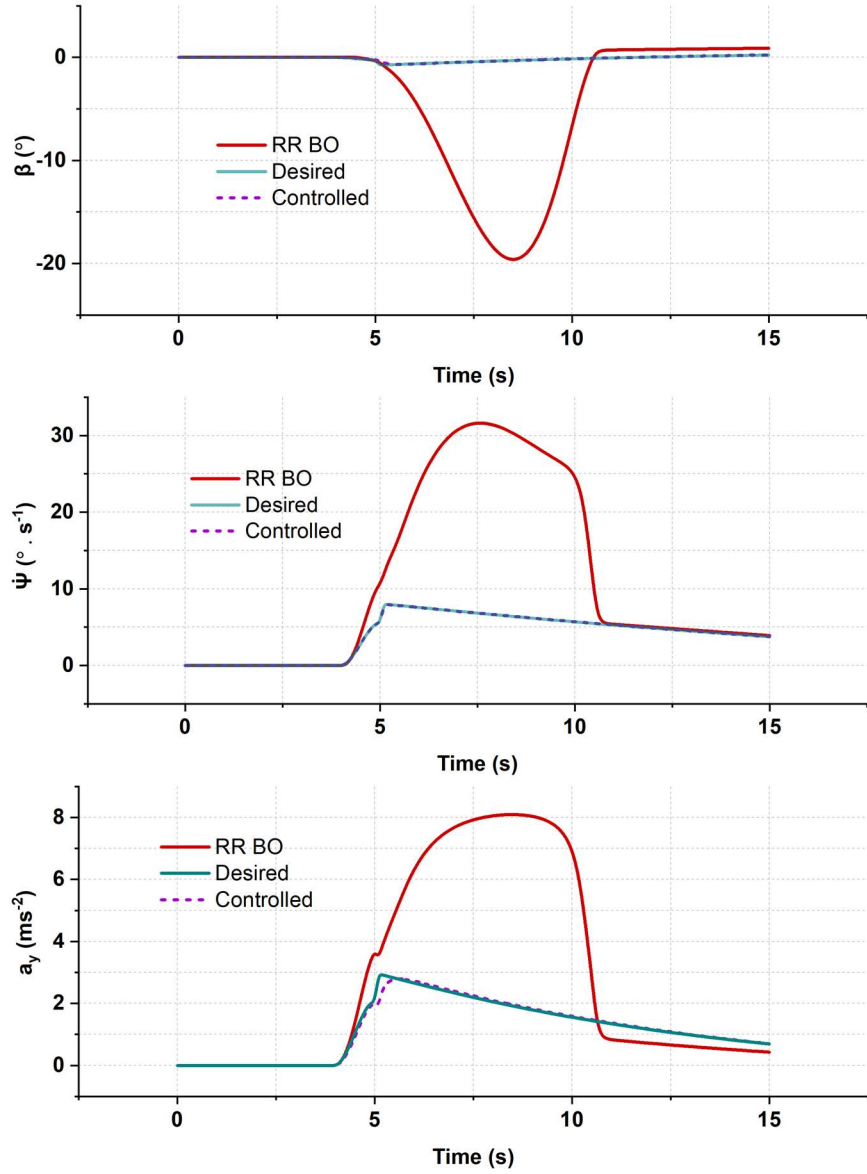 0
-10
-20
β (°)
RR BO
Desired
Controlled
0 5 10 15
Time (s)
30
20
10
0
Ψ̇ (° . s⁻¹)
RR BO
Desired
Controlled
0 5 10 15
Time (s)
8
6
4
2
0
a_y (ms⁻²)
RR BO
Desired
Controlled
0 5 10 15
Time (s)